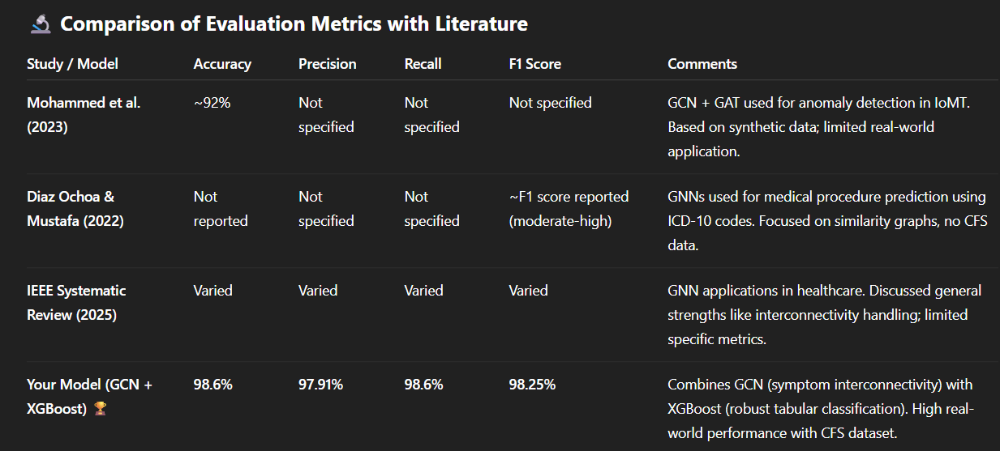 🔬 Comparison of Evaluation Metrics with Literature
Study / Model Accuracy Precision Recall F1 Score Comments
Mohammed et al. ~92% Not Not Not specified GCN + GAT used for anomaly detection in IoMT.
(2023) specified specified Based on synthetic data; limited real-world
application.
Diaz Ochoa & Not Not Not ~F1 score reported GNNs used for medical procedure prediction using
Mustafa (2022) reported specified specified (moderate-high) ICD-10 codes. Focused on similarity graphs, no CFS
data.
IEEE Systematic Varied Varied Varied Varied GNN applications in healthcare. Discussed general
Review (2025) strengths like interconnectivity handling; limited
specific metrics.
Your Model (GCN + 98.6% 97.91% 98.6% 98.25% Combines GCN (symptom interconnectivity) with
XGBoost) 🏆 XGBoost (robust tabular classification). High real-
world performance with CFS dataset.